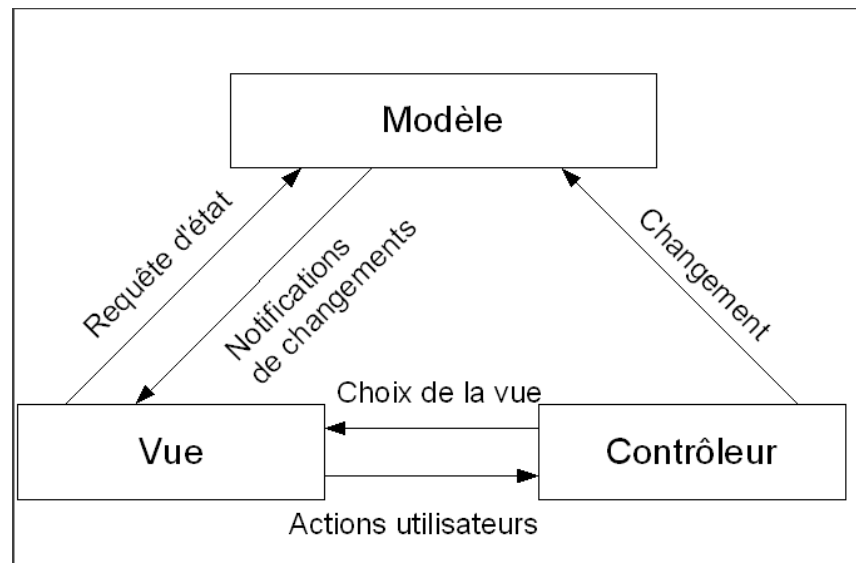 Modèle
Requête d'état
Notifications
de changements
Changement
Choix de la vue
Vue
Contrôleur
Actions utilisateurs